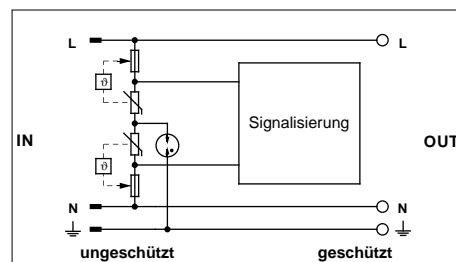 L L
ϑ
Signalisierung
IN OUT
ϑ
N N
ungeschützt geschützt